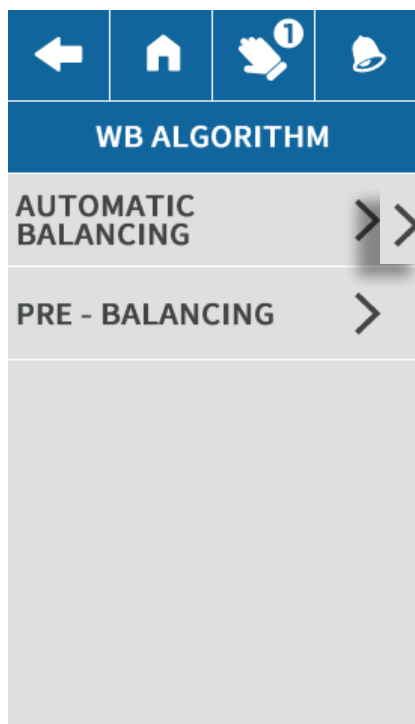 1
WB ALGORITHM
AUTOMATIC
BALANCING
PRE - BALANCING